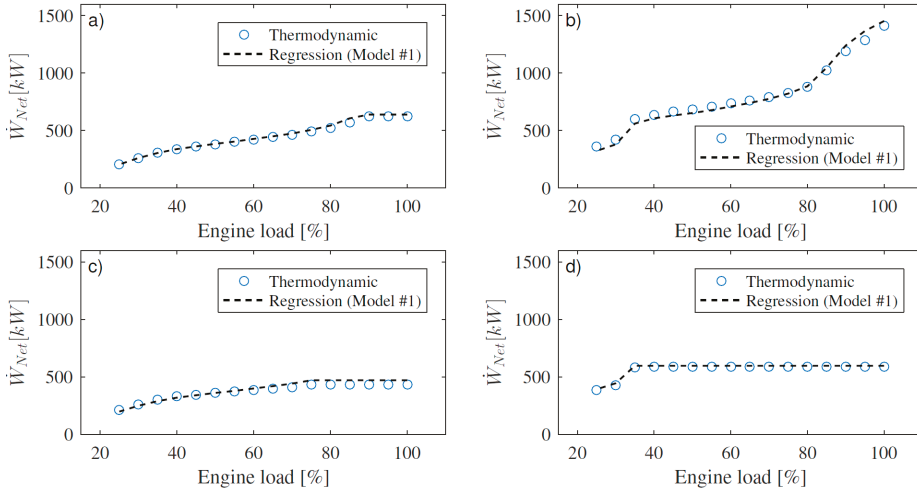 a)
1500
1000
500
0
Ẇ_Net[kW]
Thermodynamic
Regression (Model #1)
20 40 60 80 100
Engine load [%]
b)
1500
1000
500
0
Ẇ_Net[kW]
Thermodynamic
Regression (Model #1)
20 40 60 80 100
Engine load [%]
c)
1500
1000
500
0
Ẇ_Net[kW]
Thermodynamic
Regression (Model #1)
20 40 60 80 100
Engine load [%]
d)
1500
1000
500
0
Ẇ_Net[kW]
Thermodynamic
Regression (Model #1)
20 40 60 80 100
Engine load [%]